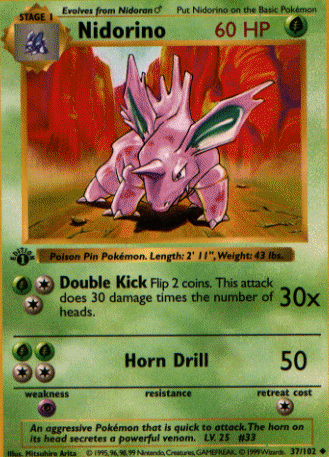 STAGE 1
Evolves from Nidoran♂ Put Nidorino on the Basic Pokémon
Nidorino 60 HP
Poison Pin Pokémon. Length: 2' 11", Weight: 43 lbs.
EDITION
1
Double Kick Flip 2 coins. This attack
does 30 damage times the number of
heads.
30x
Horn Drill 50
weakness resistance retreat cost
An aggressive Pokémon that is quick to attack. The horn on
its head secretes a powerful venom. LV. 25 #33
Illus. Mitsuhiro Arita © 1995, 96, 98, 99 Nintendo, Creatures, GAMEFREAK. © 1999 Wizards. 37/102 ◆